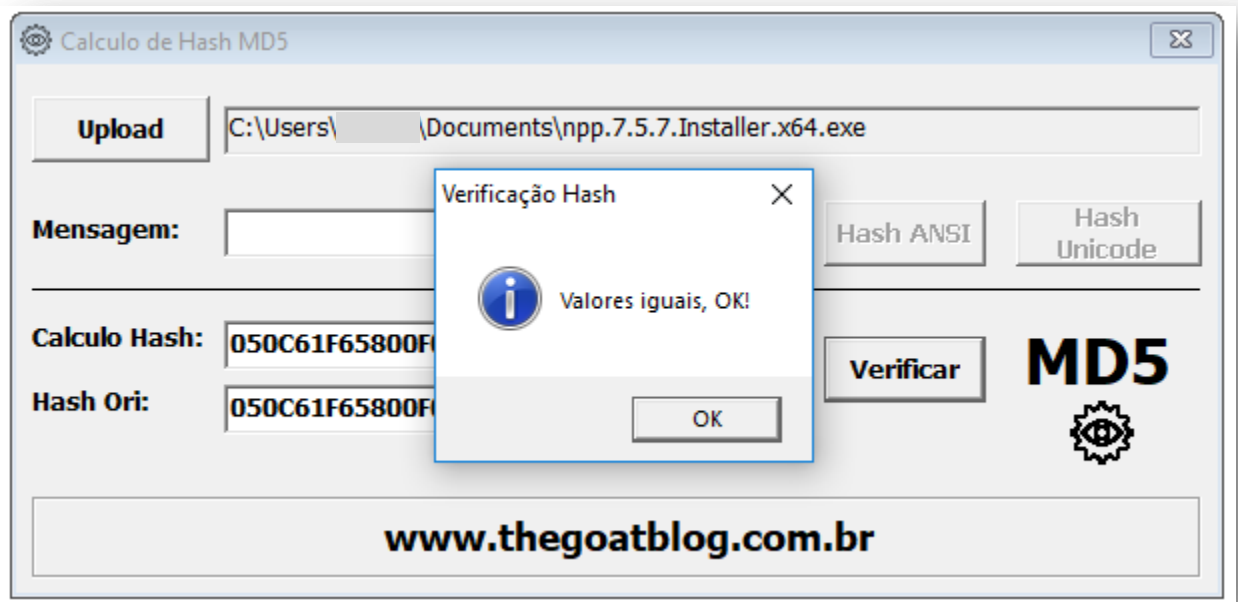 Calculo de Hash MD5
Upload
C:\Users\ \Documents\npp.7.5.7.Installer.x64.exe
Verificação Hash
Mensagem:
Hash ANSI
Hash
Unicode
Valores iguais, OK!
Calculo Hash:
050C61F65800F
Verificar
MD5
Hash Ori:
050C61F65800F
OK
www.thegoatblog.com.br